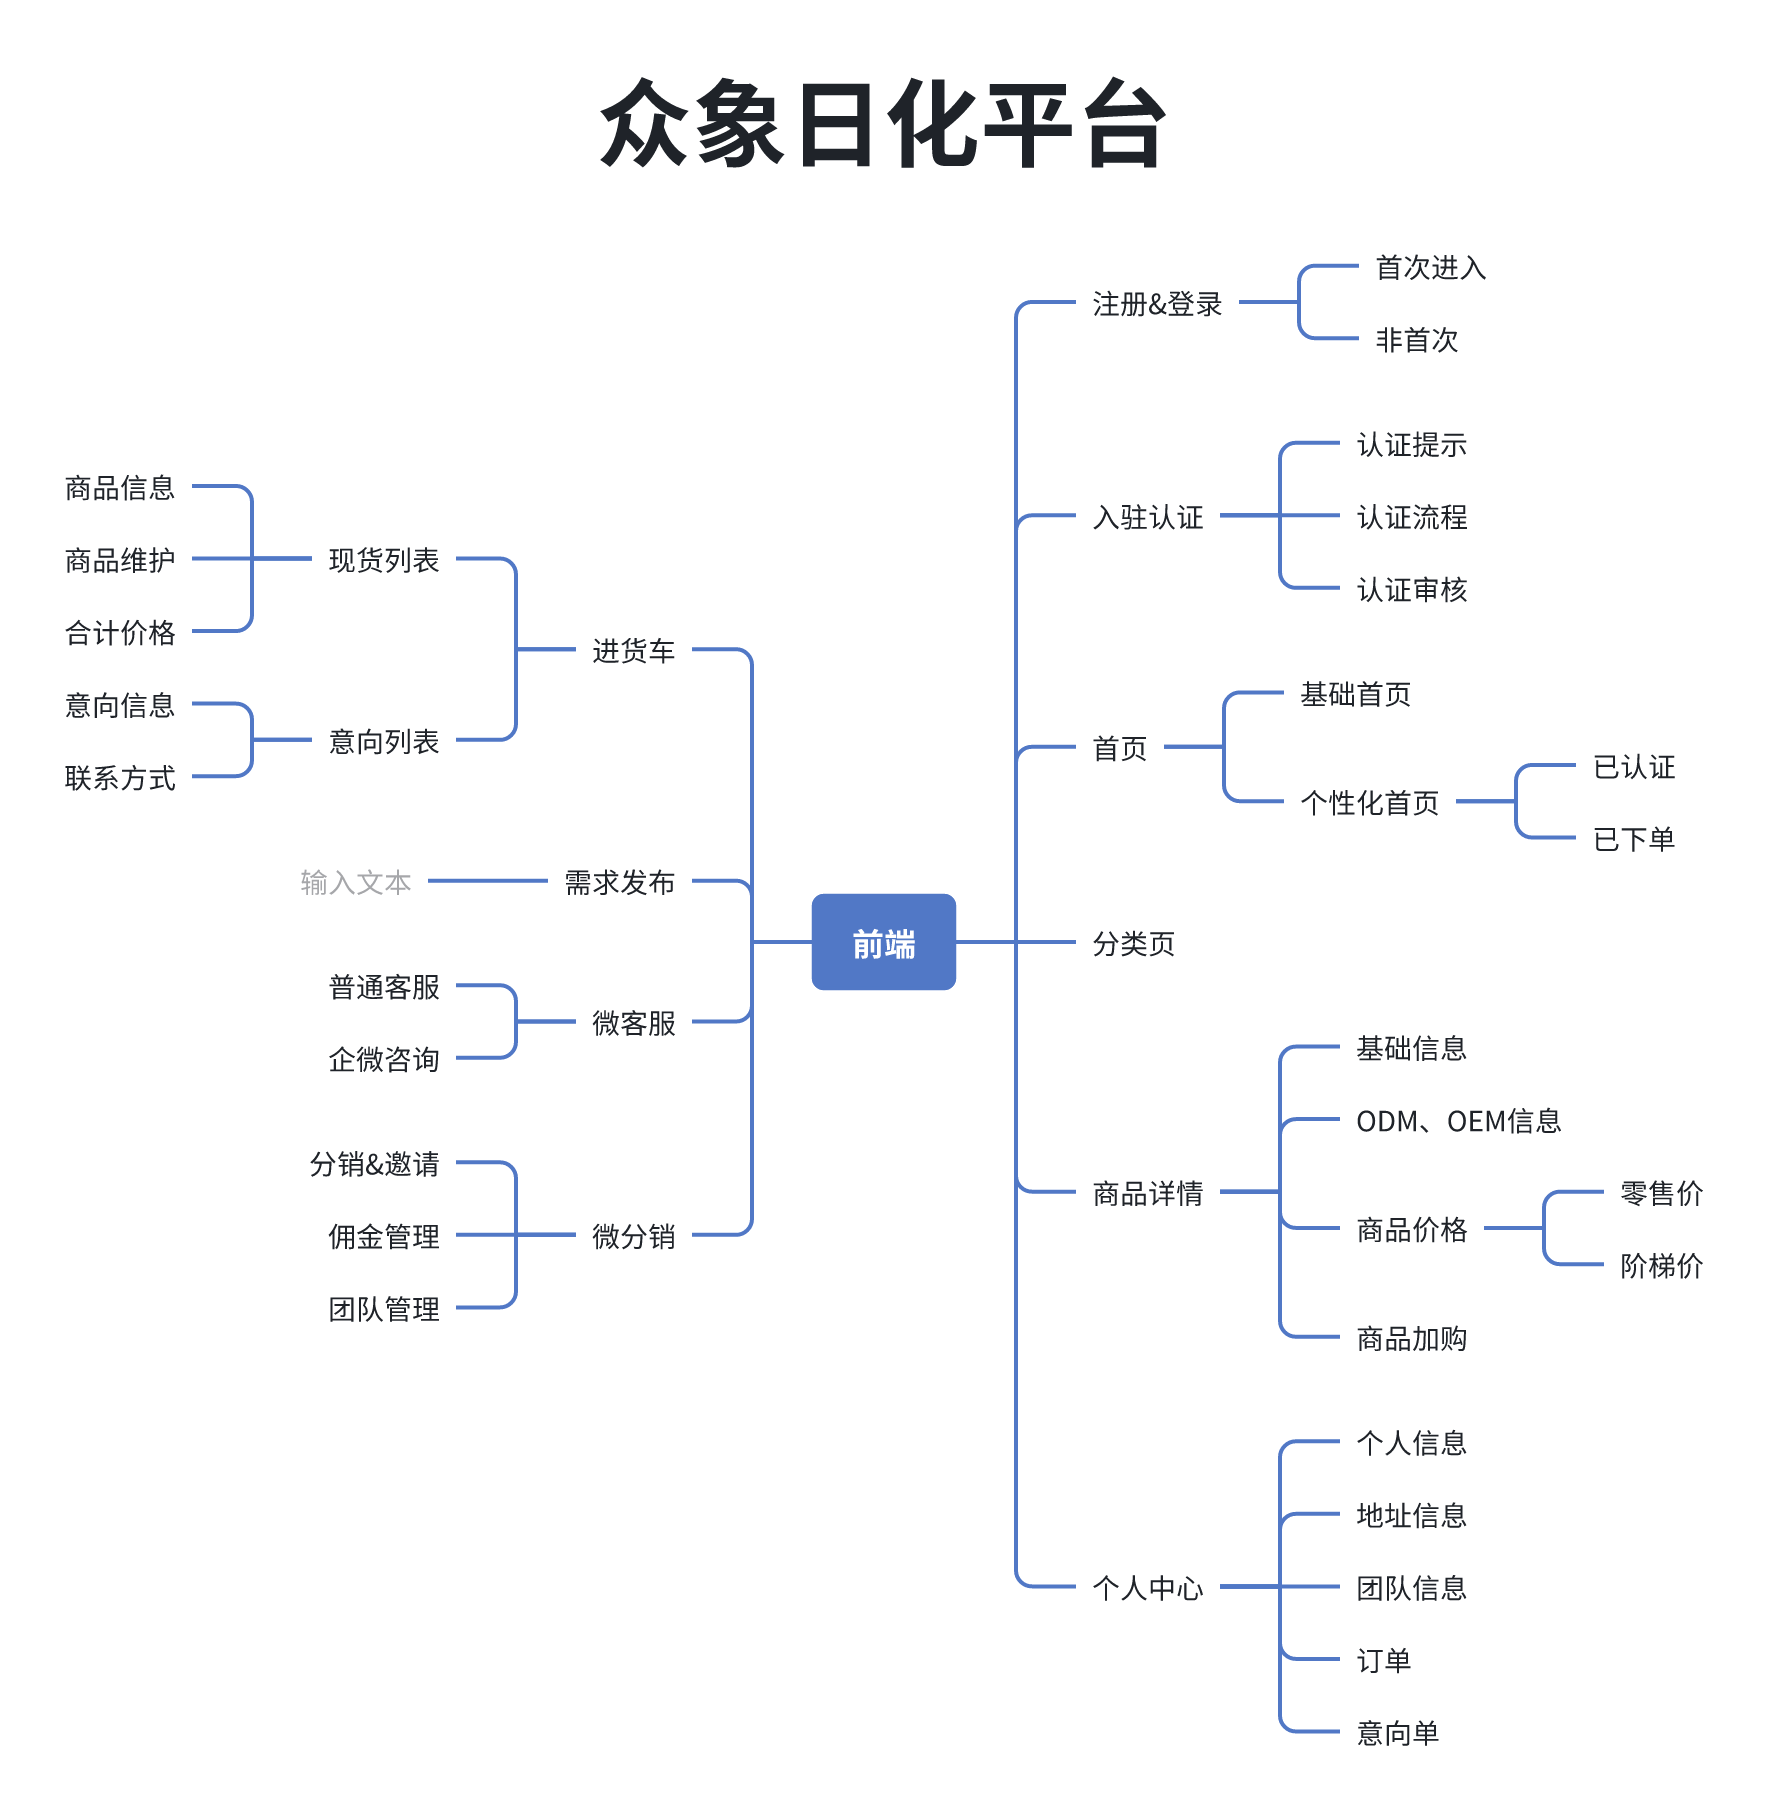 众象日化平台
前端
注册&登录
首次进入
非首次
入驻认证
认证提示
认证流程
认证审核
首页
基础首页
个性化首页
已认证
已下单
分类页
商品详情
基础信息
ODM、OEM信息
商品价格
零售价
阶梯价
商品加购
个人中心
个人信息
地址信息
团队信息
订单
意向单
进货车
现货列表
商品信息
商品维护
合计价格
意向列表
意向信息
联系方式
需求发布
输入文本
微客服
普通客服
企微咨询
微分销
分销&邀请
佣金管理
团队管理